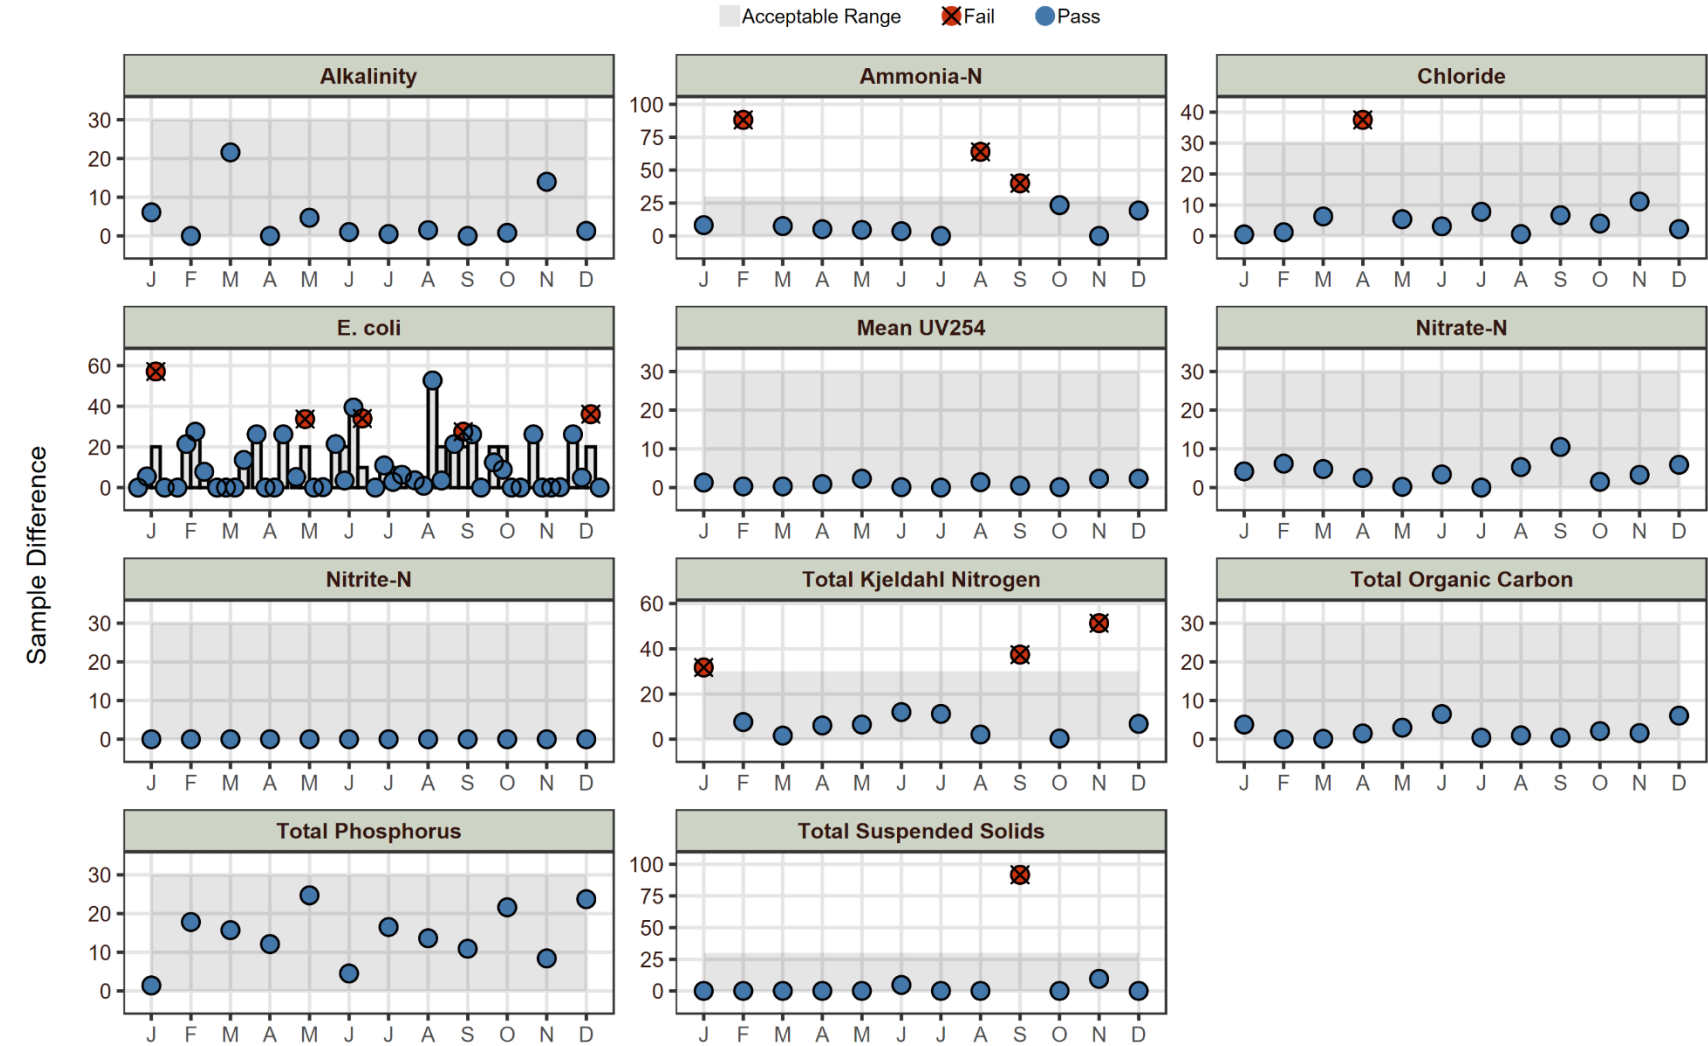 Acceptable Range Fail Pass
Alkalinity Ammonia-N Chloride
30
20
10
0
J F M A M J J A S O N D
100
75
50
25
0
J F M A M J J A S O N D
40
30
20
10
0
J F M A M J J A S O N D
E. coli Mean UV254 Nitrate-N
60
40
20
0
J F M A M J J A S O N D
30
20
10
0
J F M A M J J A S O N D
30
20
10
0
J F M A M J J A S O N D
Sample Difference
Nitrite-N Total Kjeldahl Nitrogen Total Organic Carbon
30
20
10
0
J F M A M J J A S O N D
60
40
20
0
J F M A M J J A S O N D
30
20
10
0
J F M A M J J A S O N D
Total Phosphorus Total Suspended Solids
30
20
10
0
J F M A M J J A S O N D
100
75
50
25
0
J F M A M J J A S O N D